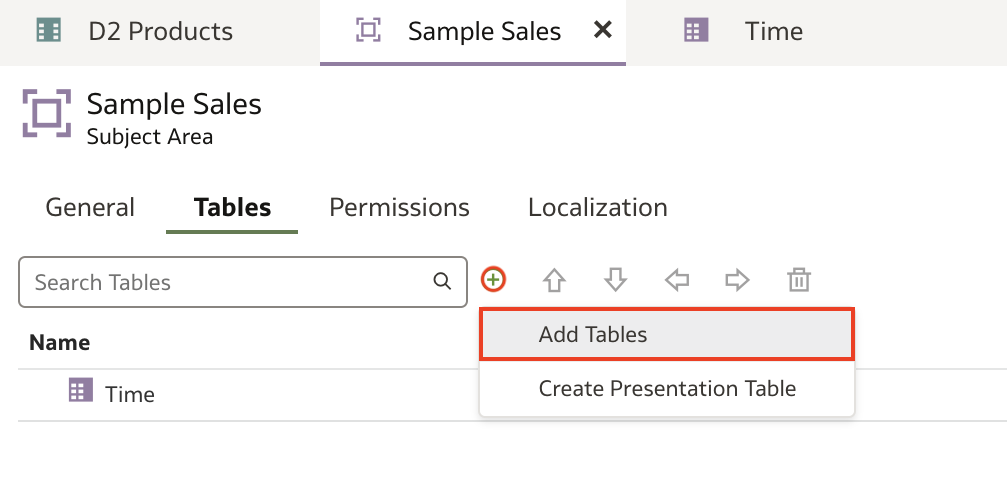 D2 Products
Sample Sales
Time
Sample Sales
Subject Area
General
Tables
Permissions
Localization
Search Tables
Add Tables
Name
Create Presentation Table
Time